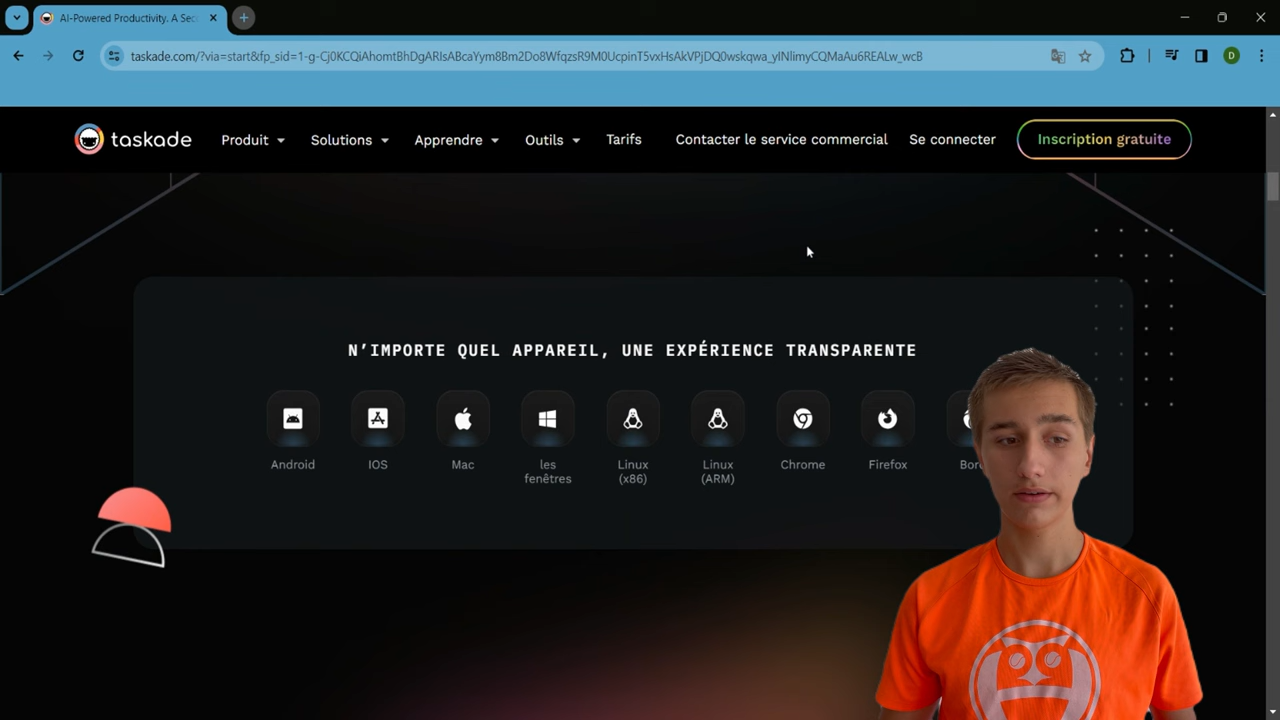 AI-Powered Productivity. A Sec
taskade.com/?via=start&fp_sid=1-g-Cj0KCQiAhomtBhDgARIsABcaYym8Bm2Do8WfqzsR9M0UcpinT5vxHsAkVPjDQ0wskqwa_yINlimyCQMaAu6REALw_wcB
D
taskade Produit Solutions Apprendre Outils Tarifs Contacter le service commercial Se connecter Inscription gratuite
N'IMPORTE QUEL APPAREIL, UNE EXPÉRIENCE TRANSPARENTE
Android IOS Mac les fenêtres Linux (x86) Linux (ARM) Chrome Firefox